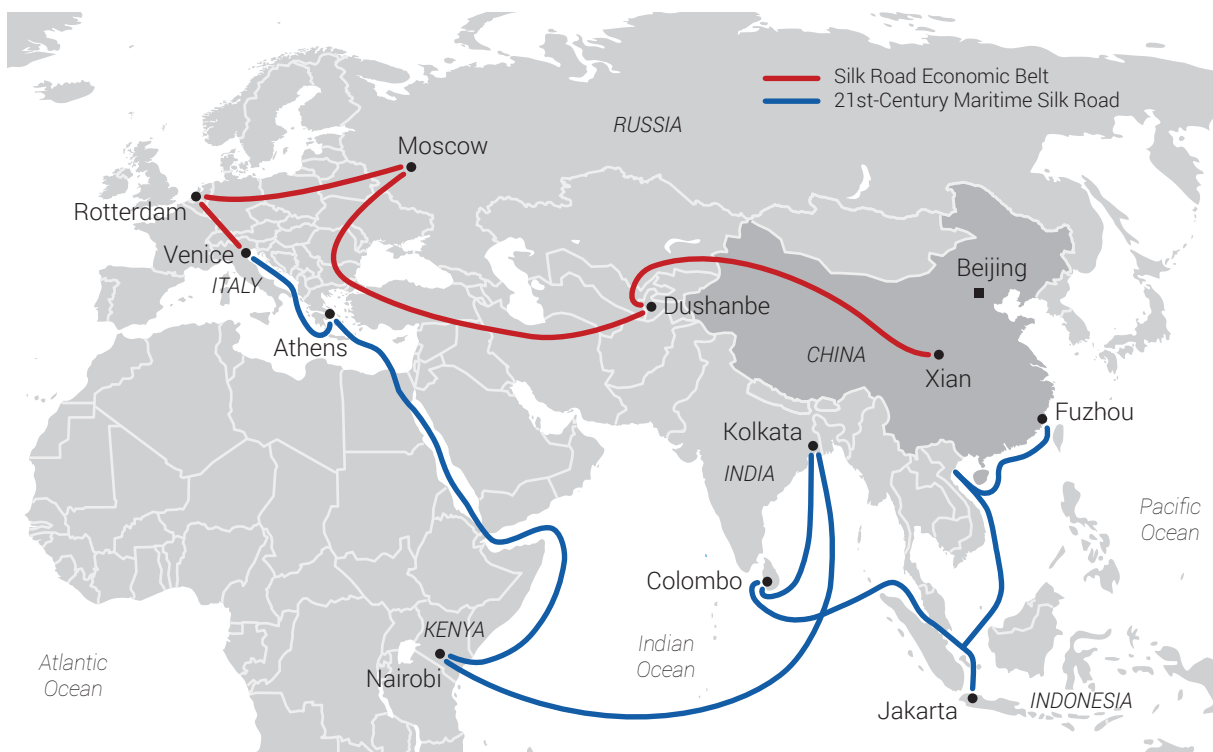 Silk Road Economic Belt
21st-Century Maritime Silk Road
RUSSIA
Moscow
Rotterdam
Venice
ITALY
Athens
Dushanbe
Beijing
CHINA
Xian
Fuzhou
Kolkata
INDIA
Pacific
Ocean
Colombo
KENYA
Nairobi
Indian
Ocean
Atlantic
Ocean
Jakarta
INDONESIA